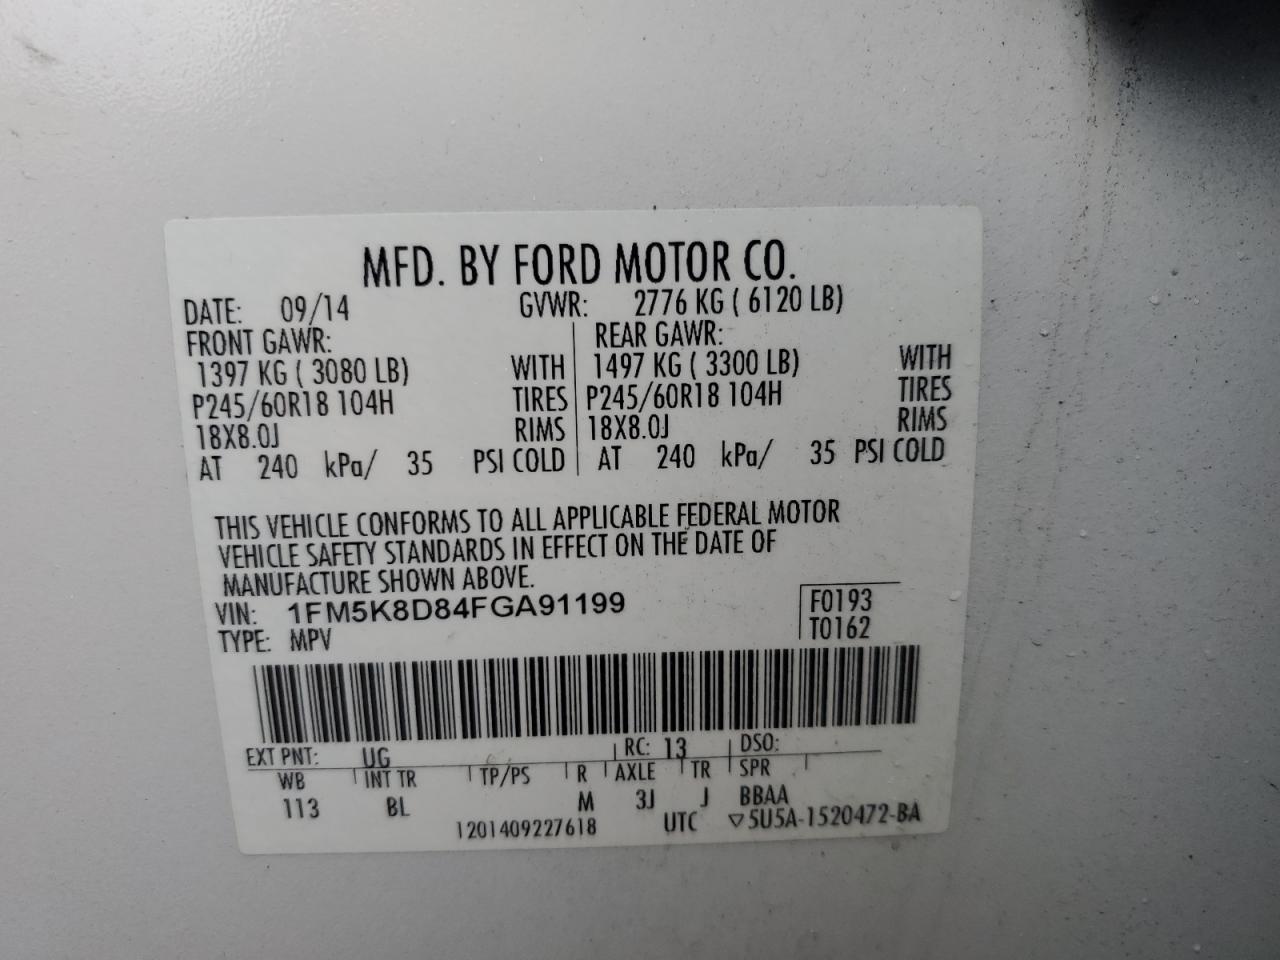 MFD. BY FORD MOTOR CO.
DATE: 09/14 GVWR: 2776 KG ( 6120 LB)
FRONT GAWR: REAR GAWR:
1397 KG ( 3080 LB) WITH 1497 KG ( 3300 LB) WITH
P245/60R18 104H TIRES P245/60R18 104H TIRES
18X8.0J RIMS 18X8.0J RIMS
AT 240 kPa/ 35 PSI COLD AT 240 kPa/ 35 PSI COLD
THIS VEHICLE CONFORMS TO ALL APPLICABLE FEDERAL MOTOR
VEHICLE SAFETY STANDARDS IN EFFECT ON THE DATE OF
MANUFACTURE SHOWN ABOVE.
VIN: 1FM5K8D84FGA91199 F0193
TYPE: MPV T0162
EXT PNT: UG RC: 13 DSO:
WB INT TR TP/PS R AXLE TR SPR
113 BL M 3J J BBAA
1201409227618 UTC ▽5U5A-1520472-BA